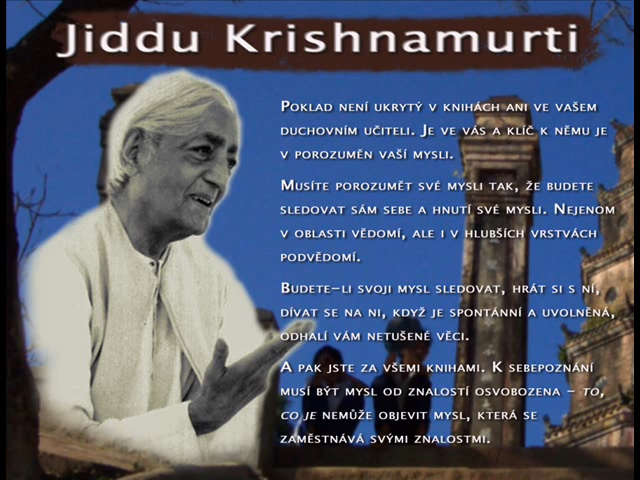 Jiddu Krishnamurti
Poklad není ukrytý v knihách ani ve vašem
duchovním učiteli. Je ve vás a klíč k němu je
v porozuměn vaší mysli.
Musíte porozumět své mysli tak, že budete
sledovat sám sebe a hnutí své mysli. Nejenom
v oblasti vědomí, ale i v hlubších vrstvách
podvědomí.
Budete-li svoji mysl sledovat, hrát si s ní,
dívat se na ni, když je spontánní a uvolněná,
odhalí vám netušené věci.
A pak jste za všemi knihami. K sebepoznání
musí být mysl od znalostí osvobozena - to,
co je nemůže objevit mysl, která se
zaměstnává svými znalostmi.